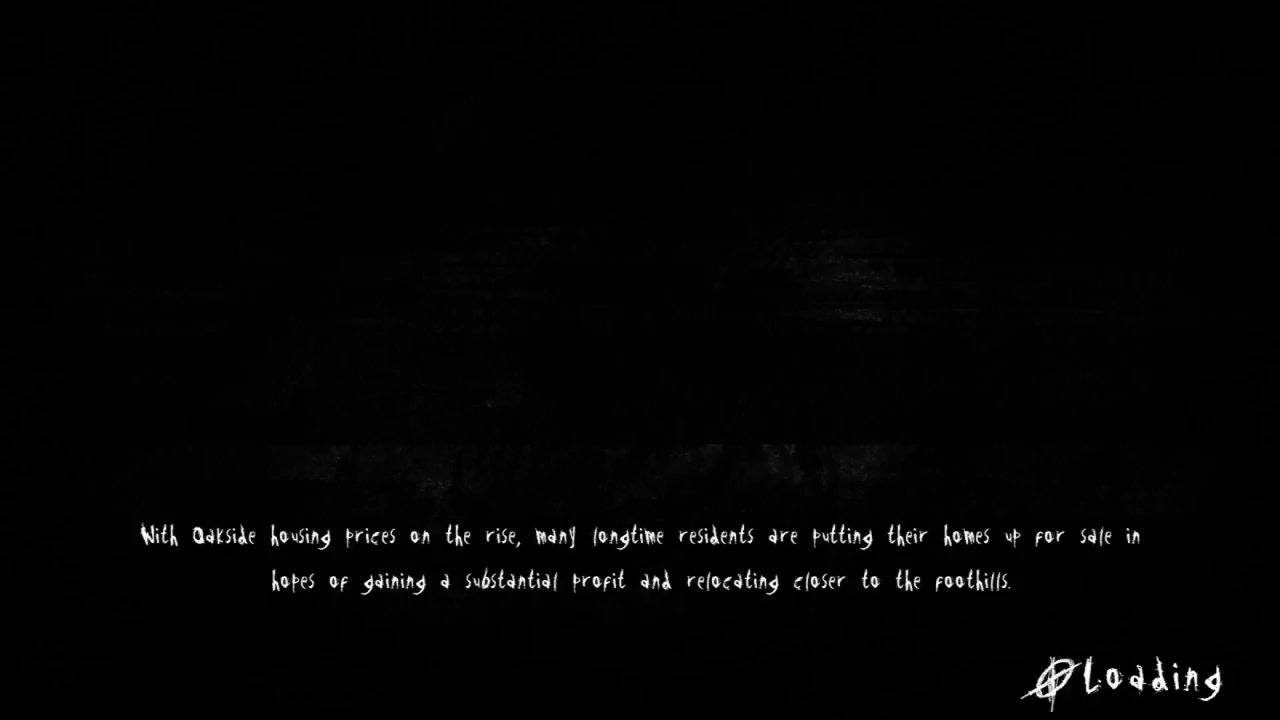 With Oakside housing prices on the rise, many longtime residents are putting their homes up for sale in
hopes of gaining a substantial profit and relocating closer to the foothills.
Loading